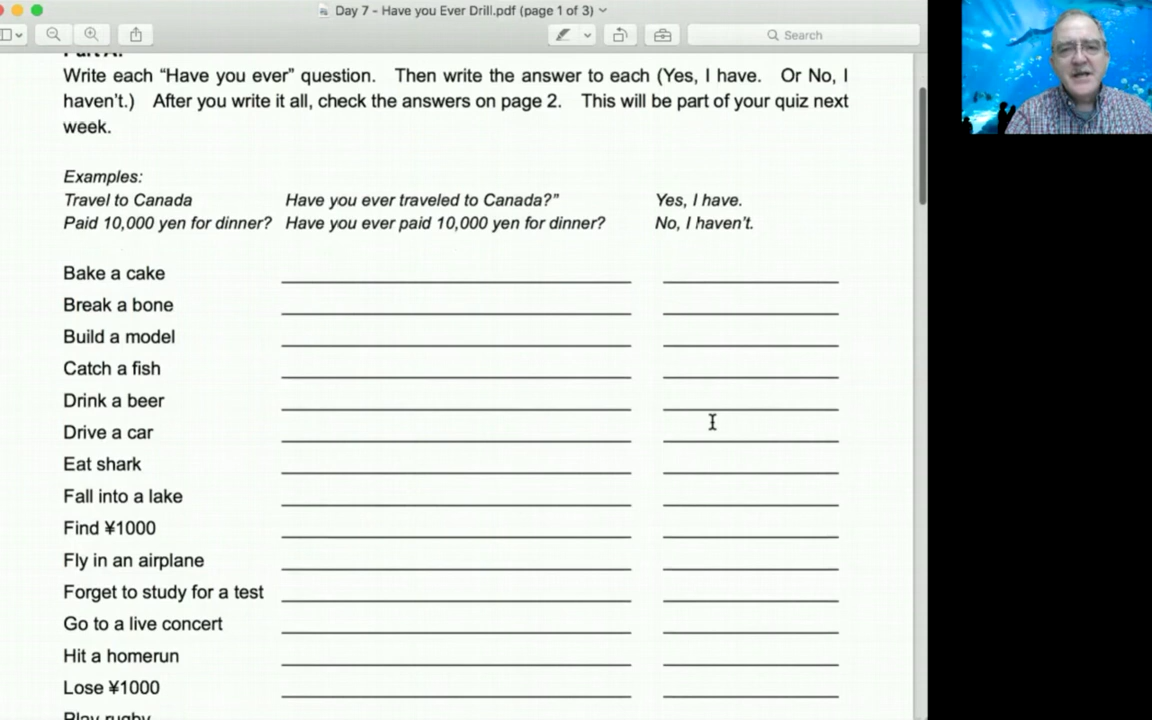 Day 7 - Have you Ever Drill.pdf (page 1 of 3)
Search
Part A:
Write each “Have you ever” question. Then write the answer to each (Yes, I have. Or No, I
haven't.) After you write it all, check the answers on page 2. This will be part of your quiz next
week.
Examples:
Travel to Canada Have you ever traveled to Canada?” Yes, I have.
Paid 10,000 yen for dinner? Have you ever paid 10,000 yen for dinner? No, I haven't.
Bake a cake
Break a bone
Build a model
Catch a fish
Drink a beer
Drive a car
Eat shark
Fall into a lake
Find ¥1000
Fly in an airplane
Forget to study for a test
Go to a live concert
Hit a homerun
Lose ¥1000
Play rugby